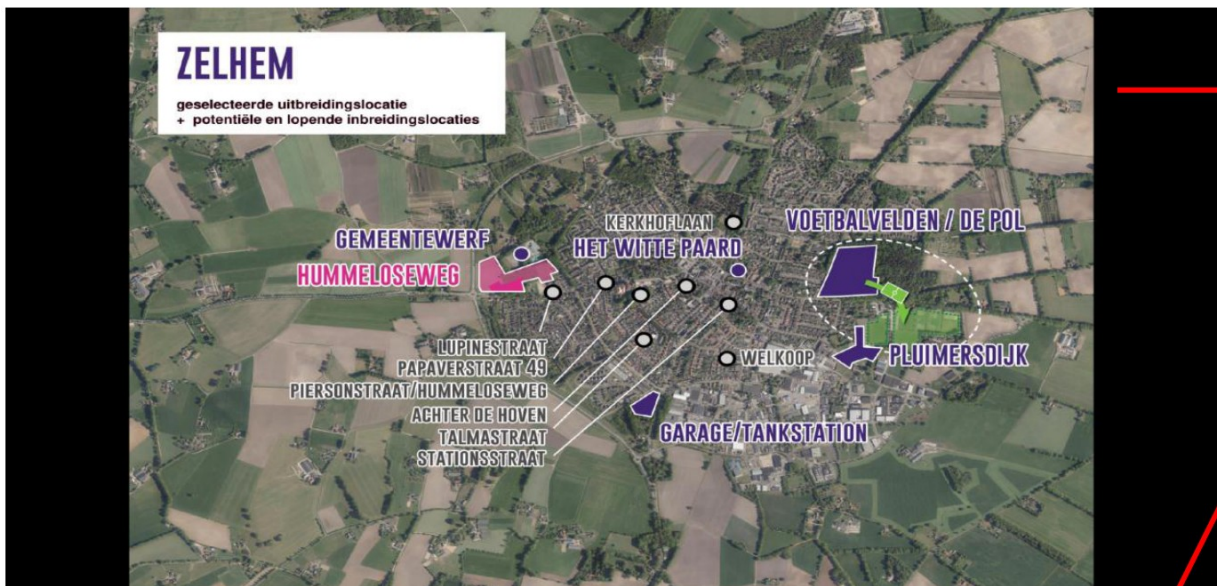 ZELHEM
geselecteerde uitbreidingslocatie
+ potentiële en lopende inbreidingslocaties
KERKHOFLAAN
VOETBALVELDEN / DE POL
GEMEENTEWERF
HET WITTE PAARD
HUMMELOSEWEG
LUPINESTRAAT
PAPAVERSTRAAT 49
PIERSONSTRAAT/HUMMELOSEWEG
ACHTER DE HOVEN
TALMASTRAAT
STATIONSSTRAAT
WELKOOP
PLUIMERSDIJK
GARAGE/TANKSTATION